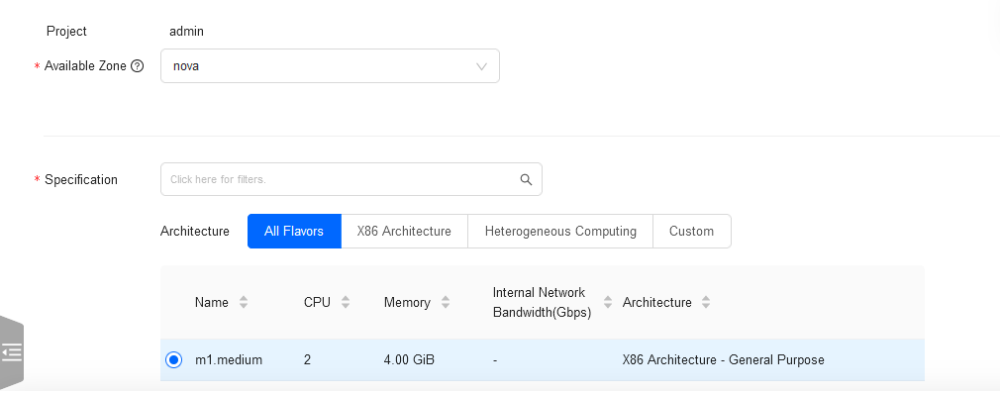 Project admin
* Available Zone ? nova
* Specification Click here for filters.
Architecture All Flavors X86 Architecture Heterogeneous Computing Custom
Name CPU Memory Internal Network Bandwidth(Gbps) Architecture
m1.medium 2 4.00 GiB - X86 Architecture - General Purpose